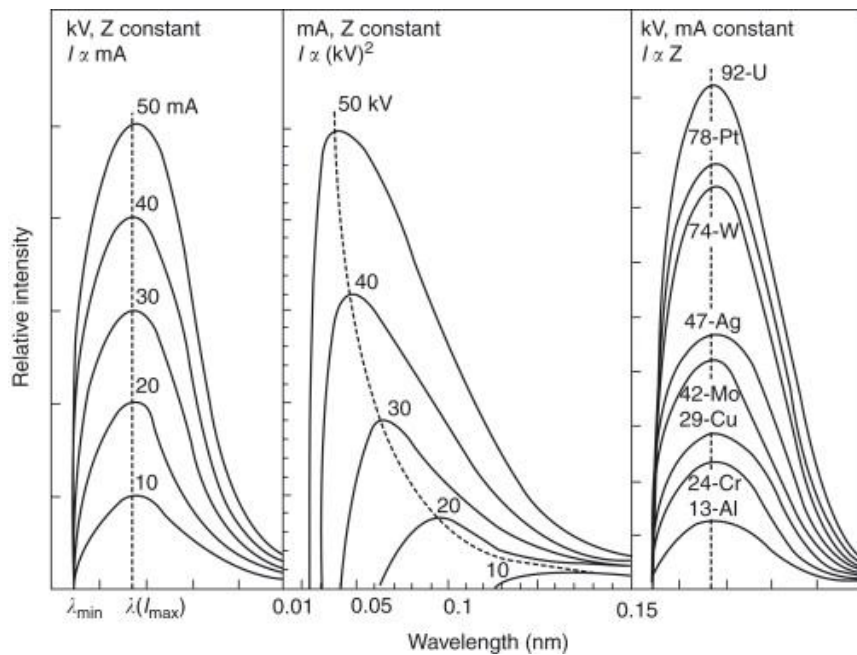 kV, Z constant
I α mA
50 mA
40
30
20
10
λmin
λ(Imax)
mA, Z constant
I α (kV)²
50 kV
40
30
20
10
0.01
0.05
0.1
0.15
kV, mA constant
I α Z
92-U
78-Pt
74-W
47-Ag
42-Mo
29-Cu
24-Cr
13-Al
Relative intensity
Wavelength (nm)